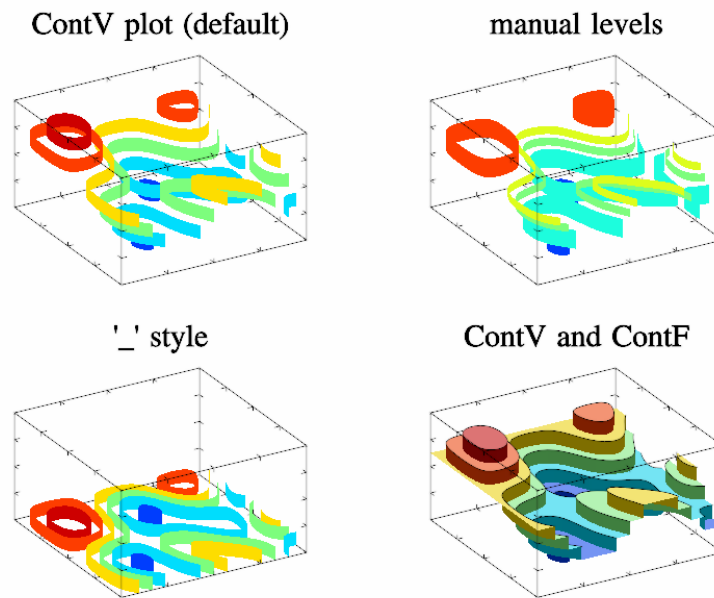 ContV plot (default)
manual levels
'_' style
ContV and ContF